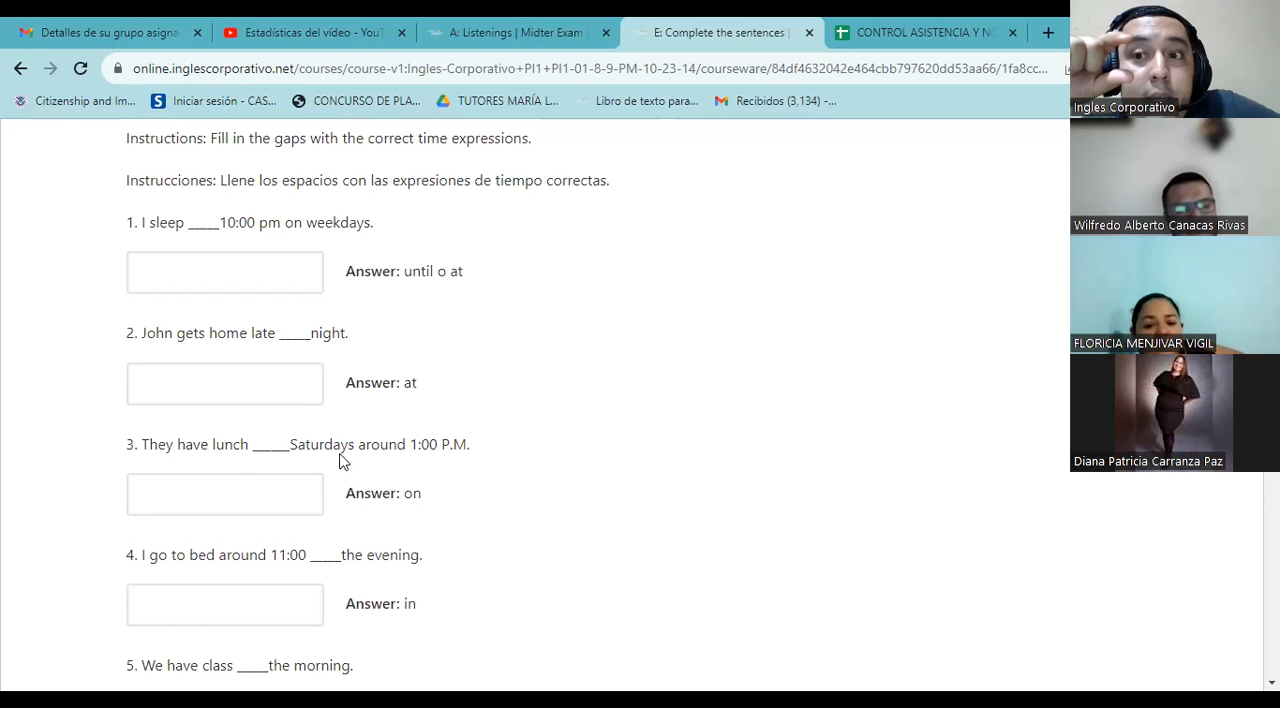 Detalles de su grupo asigna
Estadísticas del vídeo - YouT
A: Listenings | Midter Exam
E: Complete the sentences |
CONTROL ASISTENCIA Y NO
online.inglescorporativo.net/courses/course-v1:Ingles-Corporativo+PI1+PI1-01-8-9-PM-10-23-14/courseware/84df4632042e464cbb797620dd53aa66/1fa8cc...
Citizenship and Im...
Iniciar sesión - CAS...
CONCURSO DE PLA...
TUTORES MARÍA L...
Libro de texto para...
Recibidos (3,134) -...
Instructions: Fill in the gaps with the correct time expressions.
Instrucciones: Llene los espacios con las expresiones de tiempo correctas.
1. I sleep ____10:00 pm on weekdays.
Answer: until o at
2. John gets home late ____night.
Answer: at
3. They have lunch _____Saturdays around 1:00 P.M.
Answer: on
4. I go to bed around 11:00 ____the evening.
Answer: in
5. We have class ____the morning.
Ingles Corporativo
Wilfredo Alberto Canacas Rivas
FLORICIA MENJIVAR VIGIL
Diana Patricia Carranza Paz